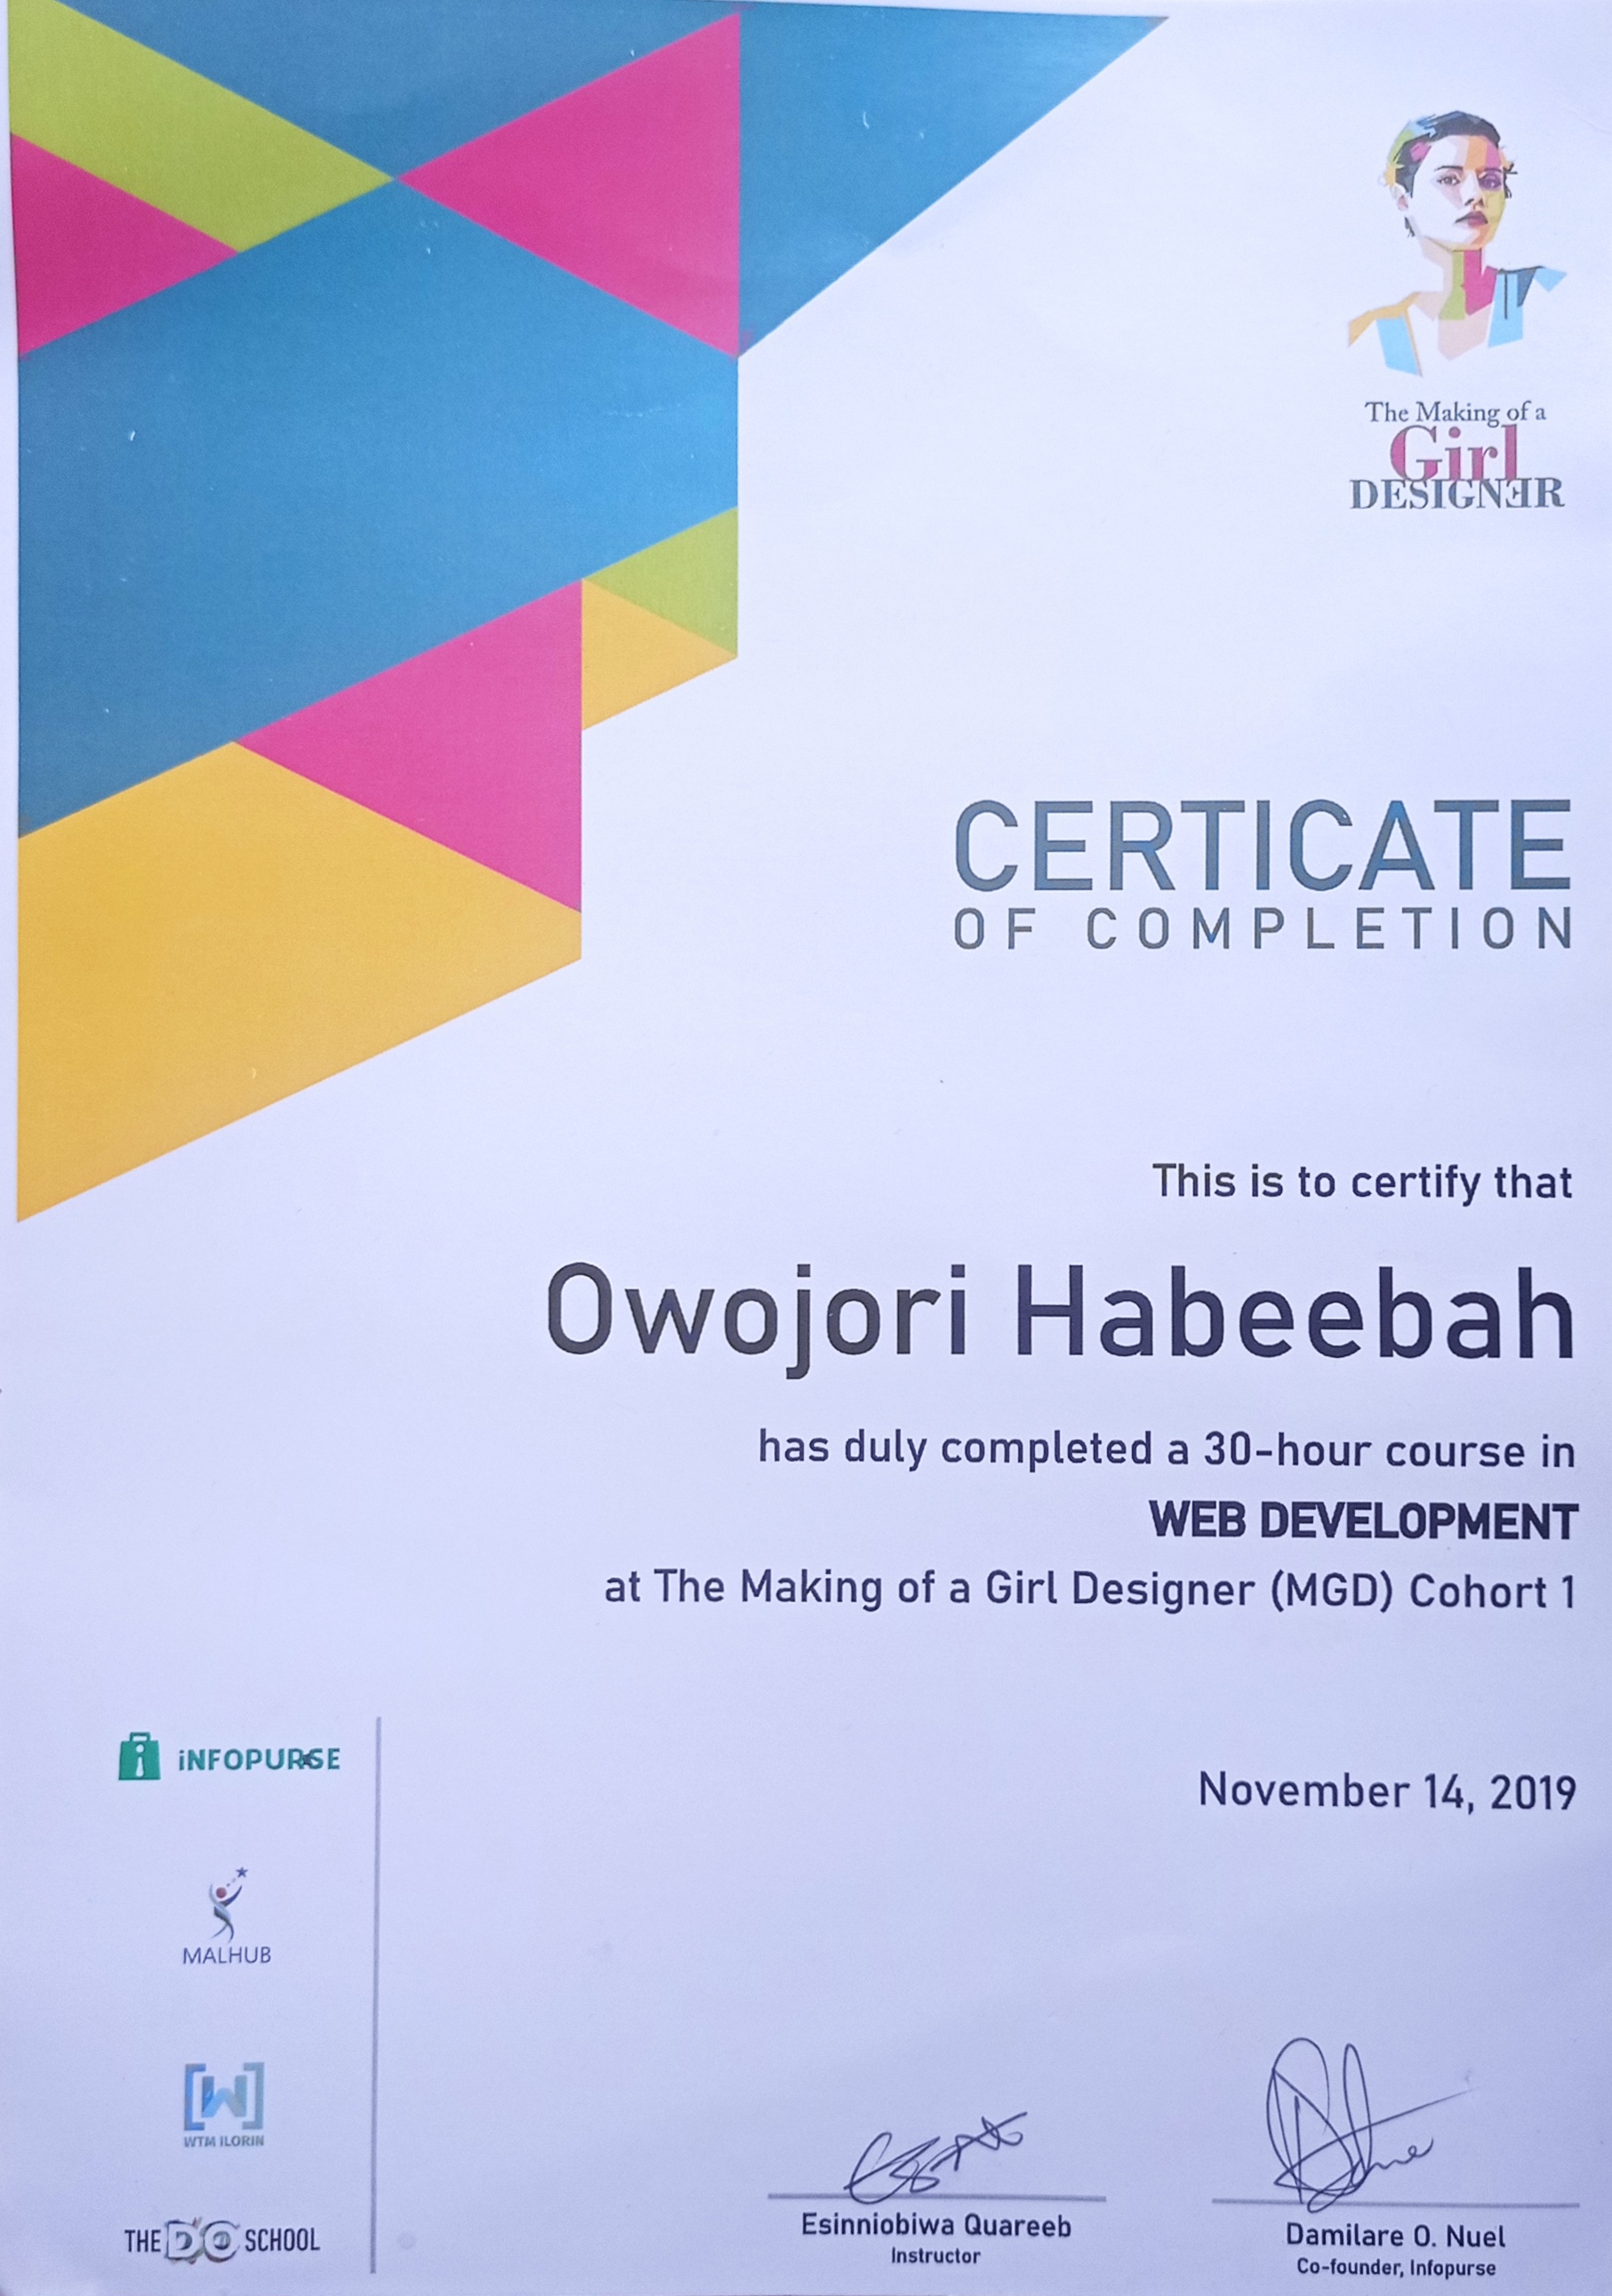 The Making of a
Girl
DESIGNƎR
CERTICATE
OF COMPLETION
This is to certify that
Owojori Habeebah
has duly completed a 30-hour course in
WEB DEVELOPMENT
at The Making of a Girl Designer (MGD) Cohort 1
November 14, 2019
iNFOPURSE
MALHUB
[W]
WTM ILORIN
THE DO SCHOOL
Esinniobiwa Quareeb
Instructor
Damilare O. Nuel
Co-founder, Infopurse